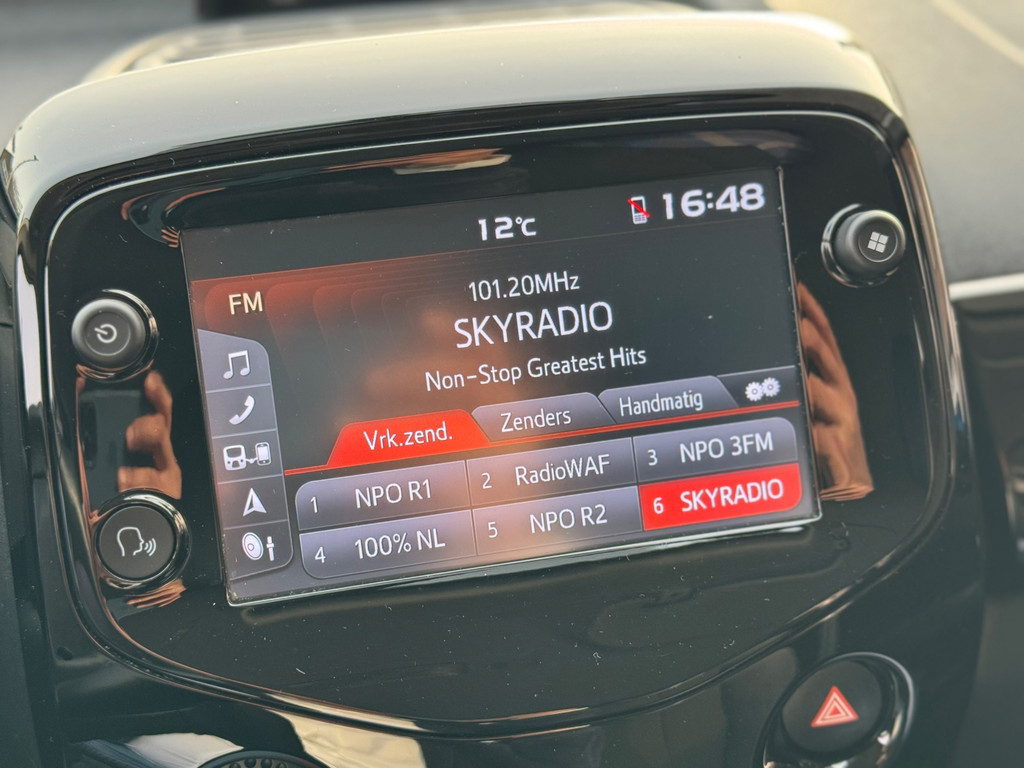 12°C
16:48
FM
101.20MHz
SKYRADIO
Non-Stop Greatest Hits
Vrk.zend.
Zenders
Handmatig
1 NPO R1
2 RadioWAF
3 NPO 3FM
4 100% NL
5 NPO R2
6 SKYRADIO